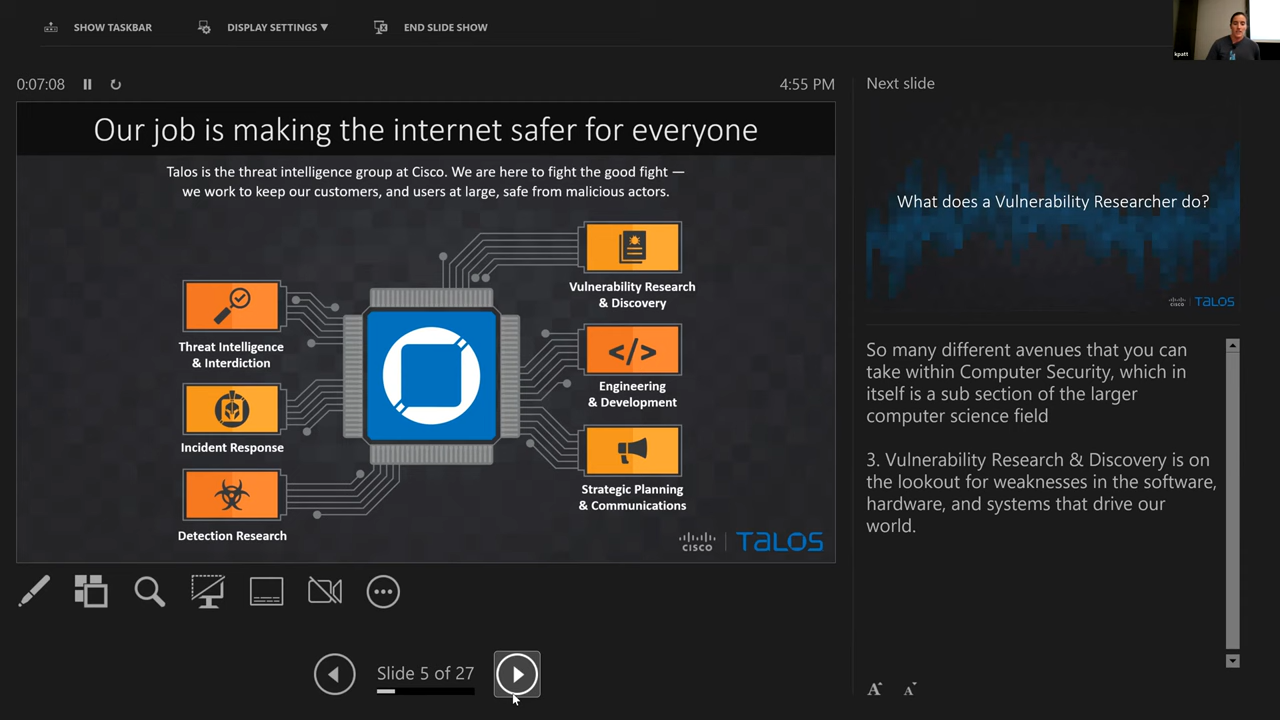 SHOW TASKBAR
DISPLAY SETTINGS ▼
END SLIDE SHOW
kpatt
0:07:08
4:55 PM
Next slide
Our job is making the internet safer for everyone
Talos is the threat intelligence group at Cisco. We are here to fight the good fight —
we work to keep our customers, and users at large, safe from malicious actors.
Threat Intelligence
& Interdiction
Incident Response
Detection Research
Vulnerability Research
& Discovery
</>
Engineering
& Development
Strategic Planning
& Communications
CISCO TALOS
What does a Vulnerability Researcher do?
CISCO TALOS
So many different avenues that you can
take within Computer Security, which in
itself is a sub section of the larger
computer science field
3. Vulnerability Research & Discovery is on
the lookout for weaknesses in the software,
hardware, and systems that drive our
world.
Slide 5 of 27
A A